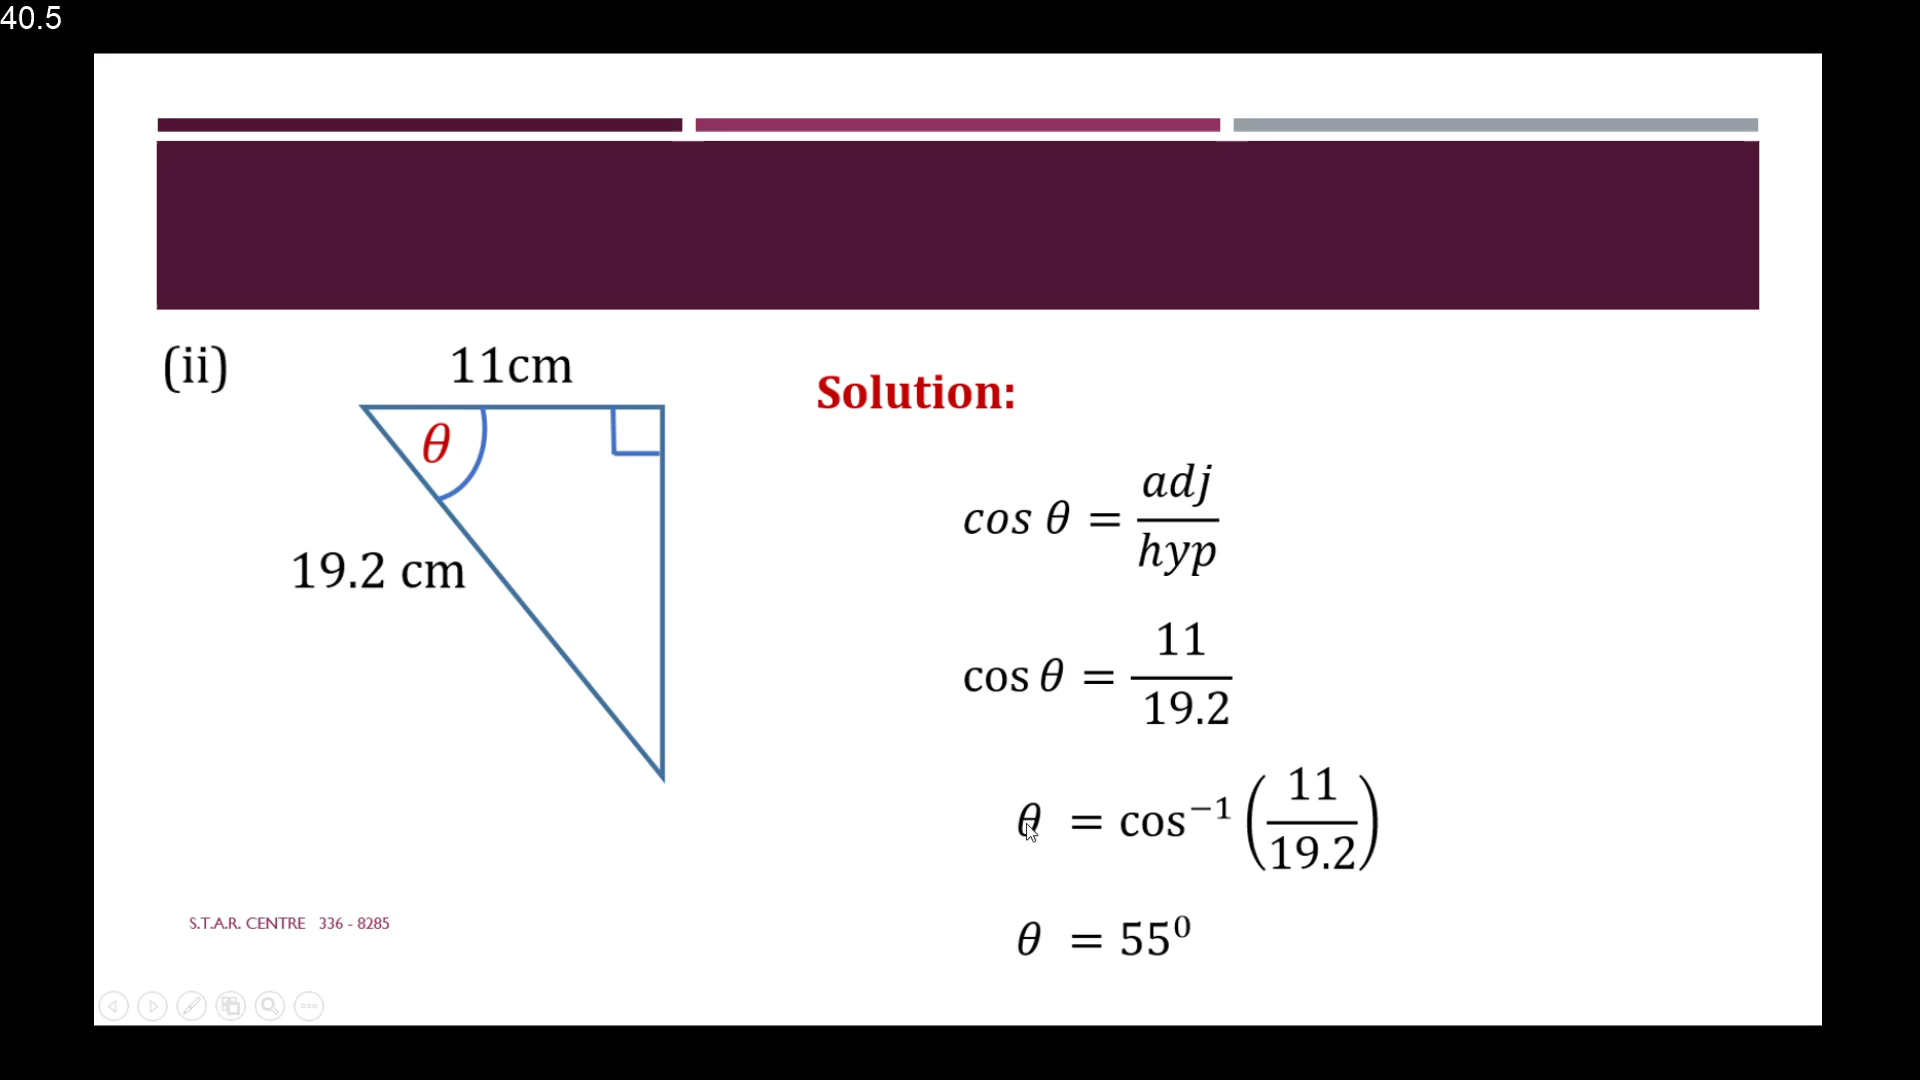 40.5
(ii)
11cm
θ
19.2 cm
Solution:
cos θ = adj/hyp
cos θ = 11/19.2
θ = cos⁻¹(11/19.2)
θ = 55⁰
S.T.A.R. CENTRE 336 - 8285